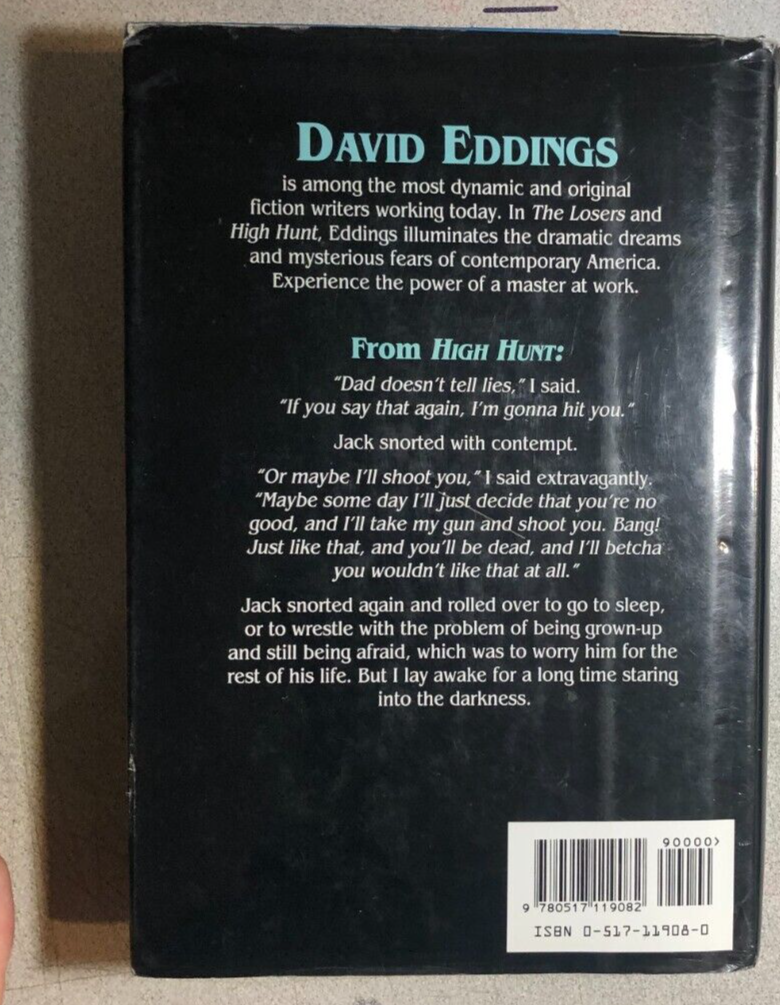 DAVID EDDINGS
is among the most dynamic and original
fiction writers working today. In The Losers and
High Hunt, Eddings illuminates the dramatic dreams
and mysterious fears of contemporary America.
Experience the power of a master at work.
From HIGH HUNT:
"Dad doesn't tell lies," I said.
"If you say that again, I'm gonna hit you."
Jack snorted with contempt.
"Or maybe I'll shoot you," I said extravagantly.
"Maybe some day I'll just decide that you're no
good, and I'll take my gun and shoot you. Bang!
Just like that, and you'll be dead, and I'll betcha
you wouldn't like that at all."
Jack snorted again and rolled over to go to sleep,
or to wrestle with the problem of being grown-up
and still being afraid, which was to worry him for the
rest of his life. But I lay awake for a long time staring
into the darkness.
90000>
9 780517 119082
ISBN 0-517-11908-0